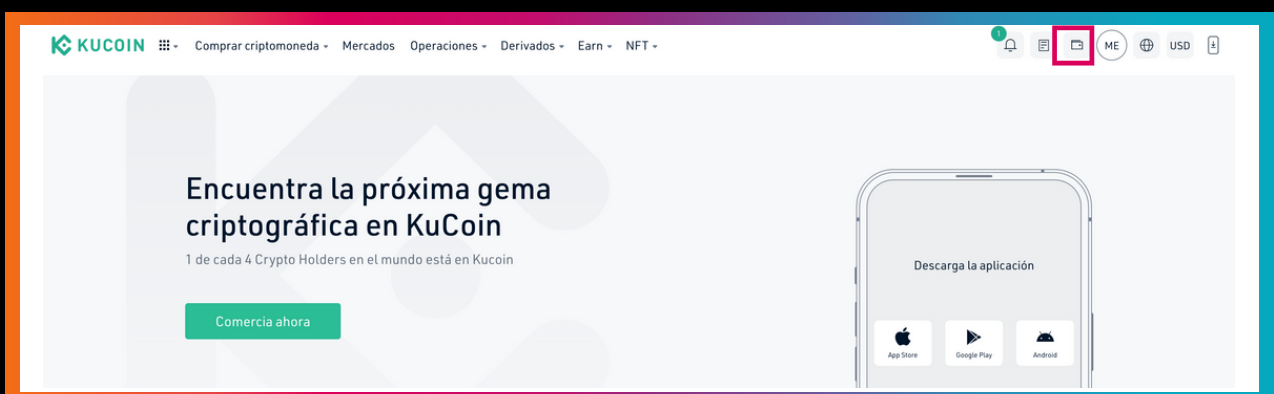 KUCOIN Comprar criptomoneda Mercados Operaciones Derivados Earn NFT 1 ME USD
Encuentra la próxima gema
criptográfica en KuCoin
1 de cada 4 Crypto Holders en el mundo está en Kucoin
Comercia ahora
Descarga la aplicación
App Store Google Play Android